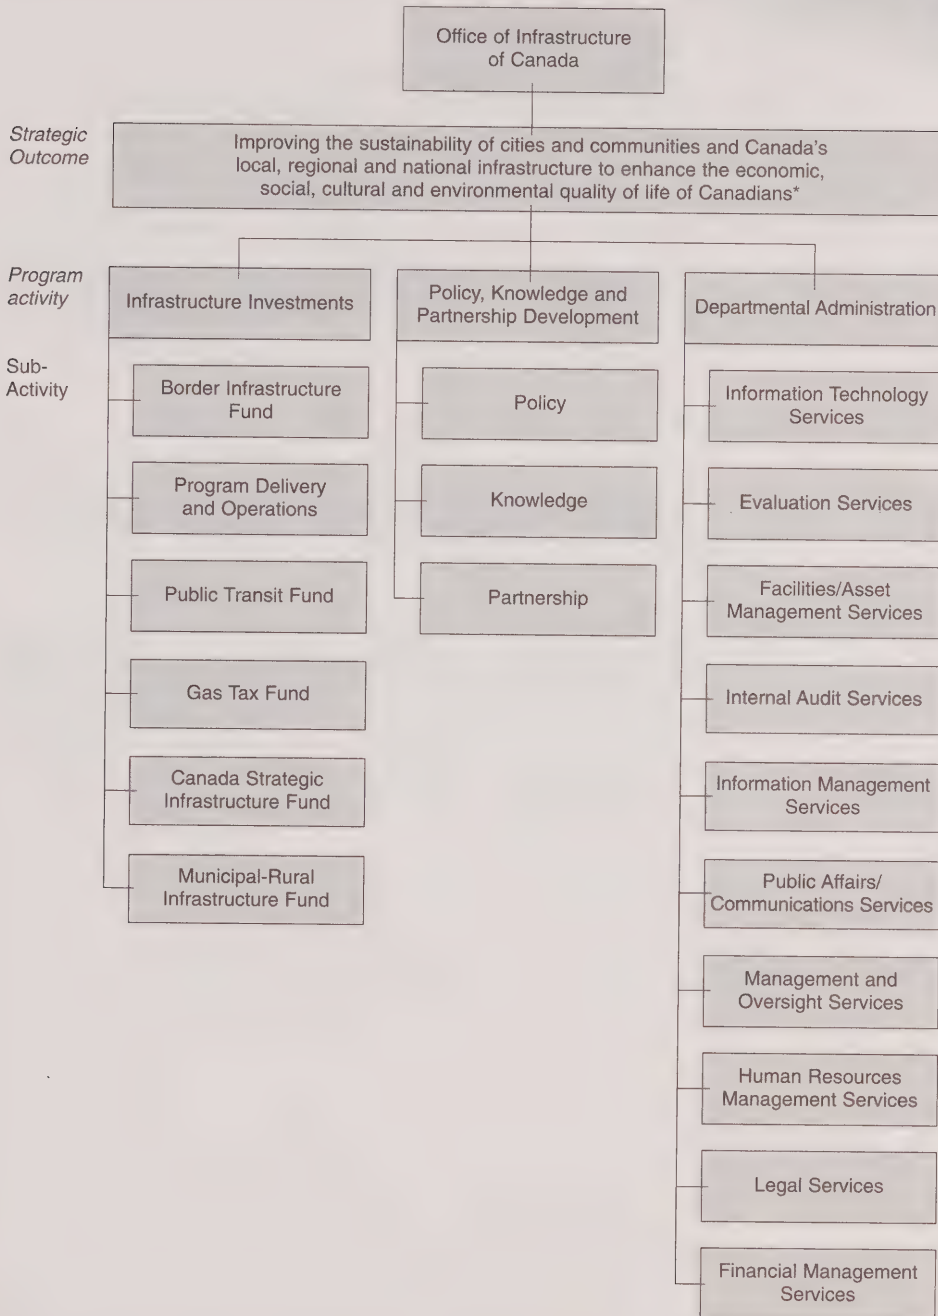 Office of Infrastructure
of Canada
Strategic
Outcome
Improving the sustainability of cities and communities and Canada's
local, regional and national infrastructure to enhance the economic,
social, cultural and environmental quality of life of Canadians*
Program
activity
Infrastructure Investments
Policy, Knowledge and
Partnership Development
Departmental Administration
Sub-
Activity
Border Infrastructure
Fund
Program Delivery
and Operations
Public Transit Fund
Gas Tax Fund
Canada Strategic
Infrastructure Fund
Municipal-Rural
Infrastructure Fund
Policy
Knowledge
Partnership
Information Technology
Services
Evaluation Services
Facilities/Asset
Management Services
Internal Audit Services
Information Management
Services
Public Affairs/
Communications Services
Management and
Oversight Services
Human Resources
Management Services
Legal Services
Financial Management
Services